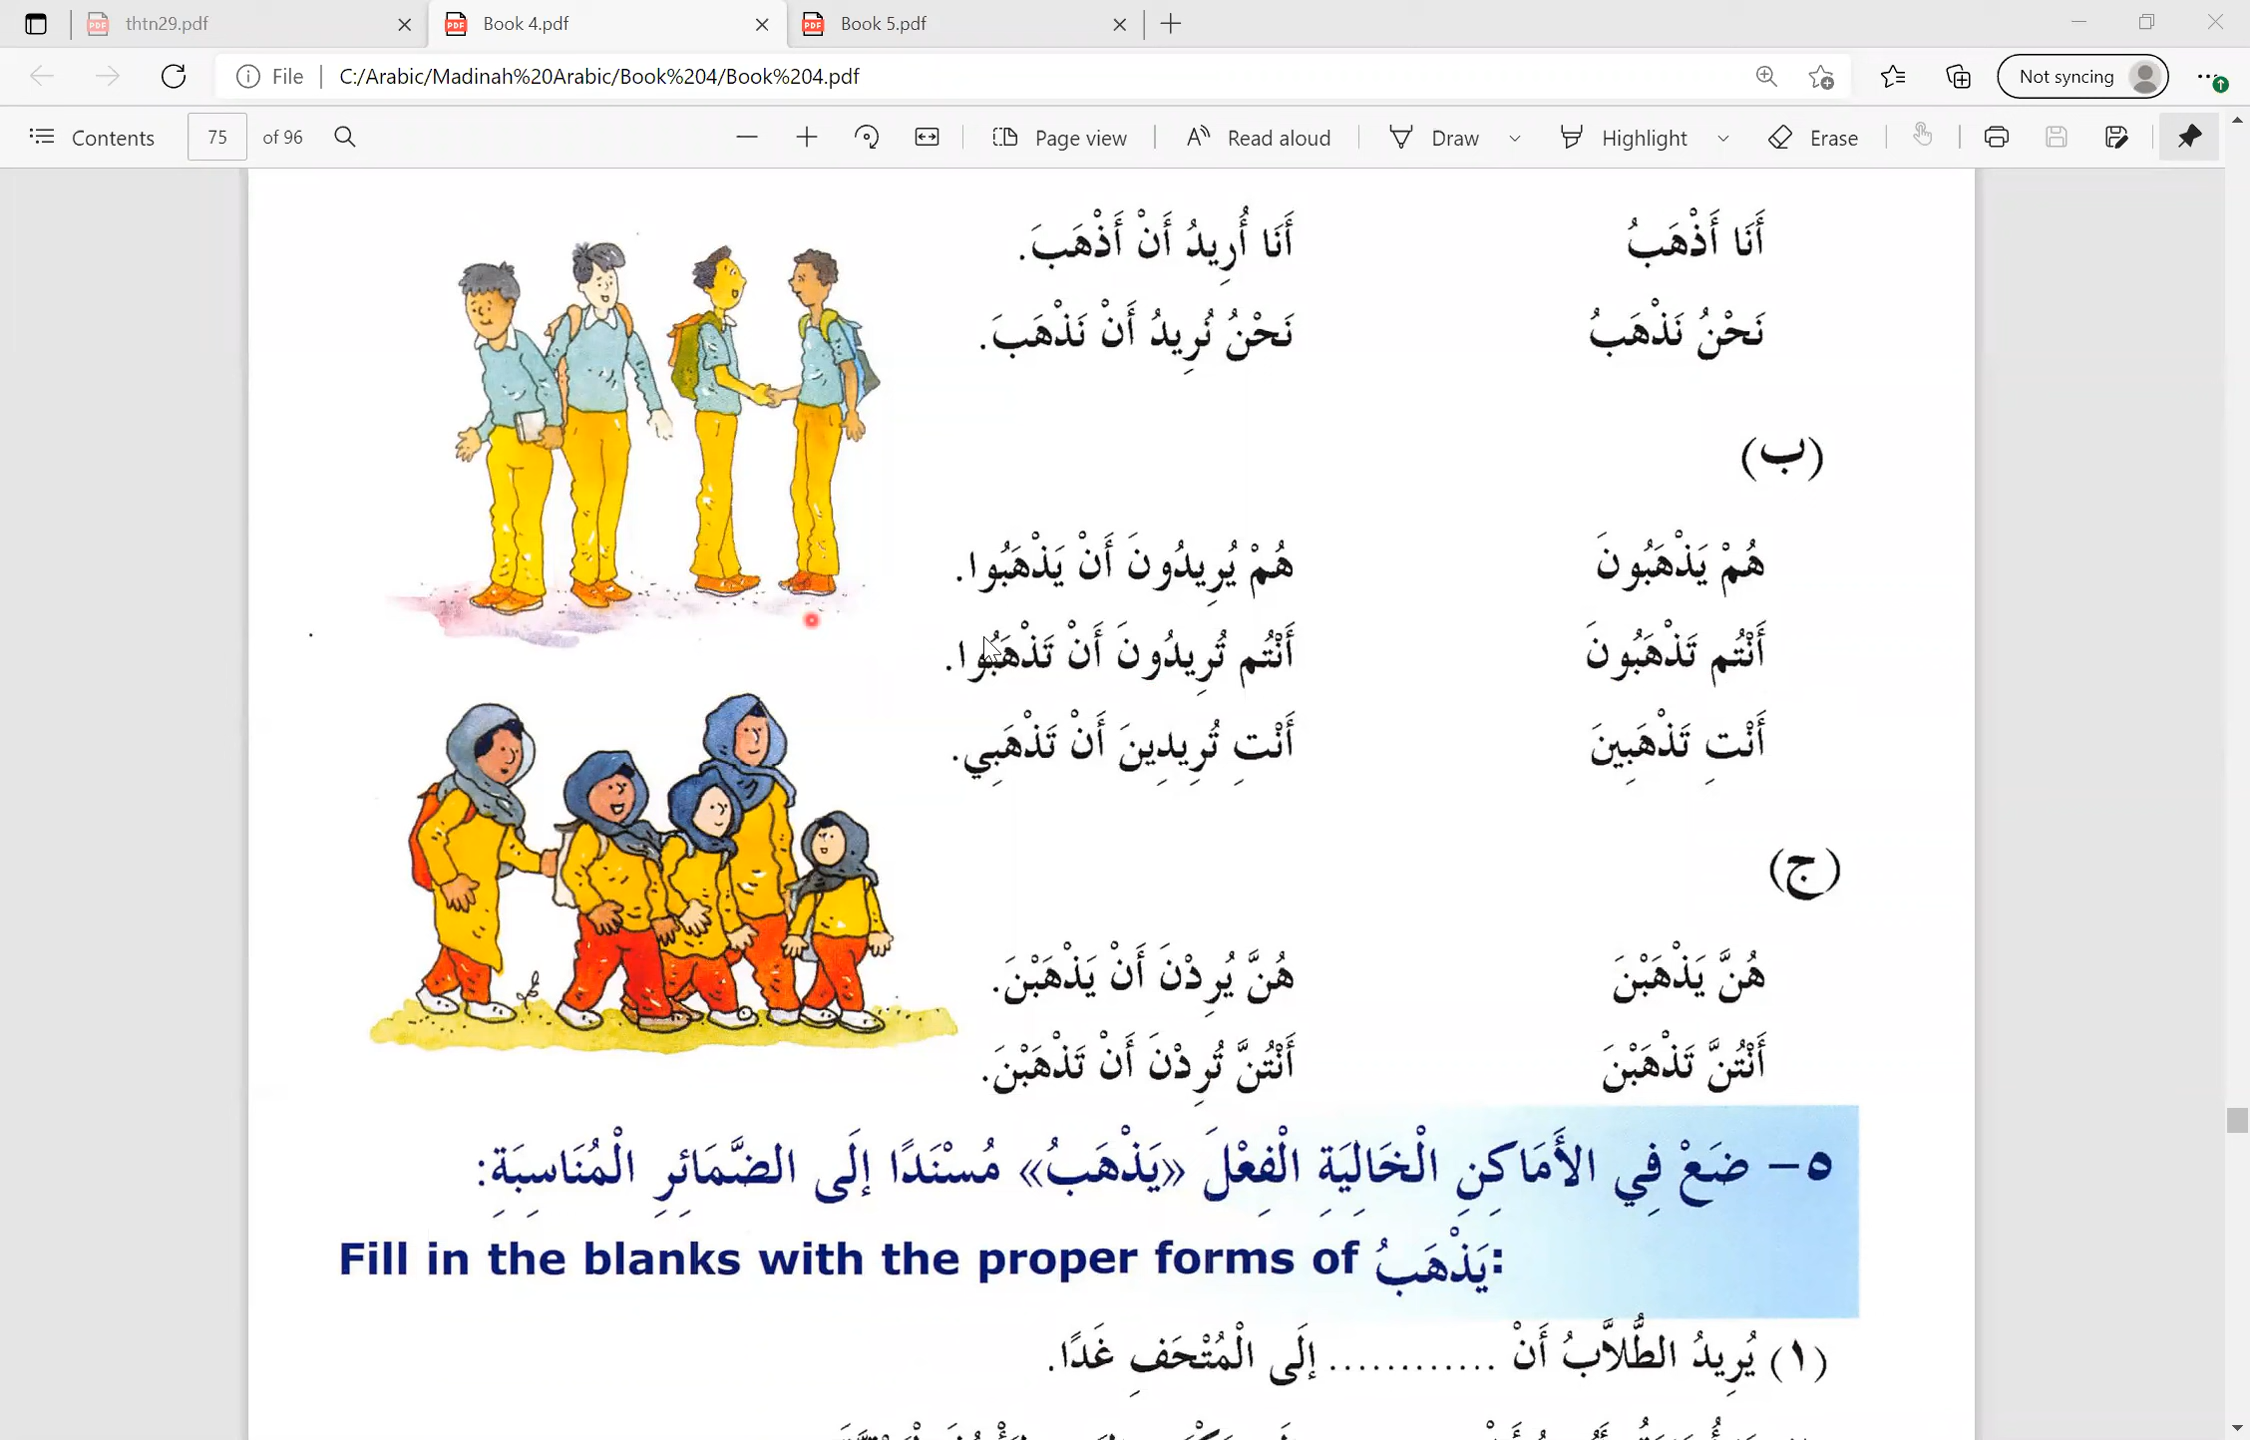 thtn29.pdf
Book 4.pdf
Book 5.pdf
File
C:/Arabic/Madinah%20Arabic/Book%204/Book%204.pdf
Not syncing
Contents
75 of 96
Page view
Read aloud
Draw
Highlight
Erase
أَنَا أَذْهَبُ
أَنَا أُرِيدُ أَنْ أَذْهَبَ.
نَحْنُ نَذْهَبُ
نَحْنُ نُرِيدُ أَنْ نَذْهَبَ.
(ب)
هُمْ يَذْهَبُونَ
هُمْ يُرِيدُونَ أَنْ يَذْهَبُوا.
أَنْتُم تَذْهَبُونَ
أَنْتُم تُرِيدُونَ أَنْ تَذْهَبُوا.
أَنْتِ تَذْهَبِينَ
أَنْتِ تُرِيدِينَ أَنْ تَذْهَبِي.
(ج)
هُنَّ يَذْهَبْنَ
هُنَّ يُرِدْنَ أَنْ يَذْهَبْنَ.
أَنْتُنَّ تَذْهَبْنَ
أَنْتُنَّ تُرِدْنَ أَنْ تَذْهَبْنَ.
٥- ضَعْ فِي الأَمَاكِنِ الْخَالِيَةِ الْفِعْلَ «يَذْهَبُ» مُسْنَدًا إلَى الضَّمَائِرِ الْمُنَاسِبَةِ:
Fill in the blanks with the proper forms of يَذْهَبُ:
(١) يُرِيدُ الطُّلاَّبُ أَنْ ............ إلَى الْمُتْحَفِ غَدًا.